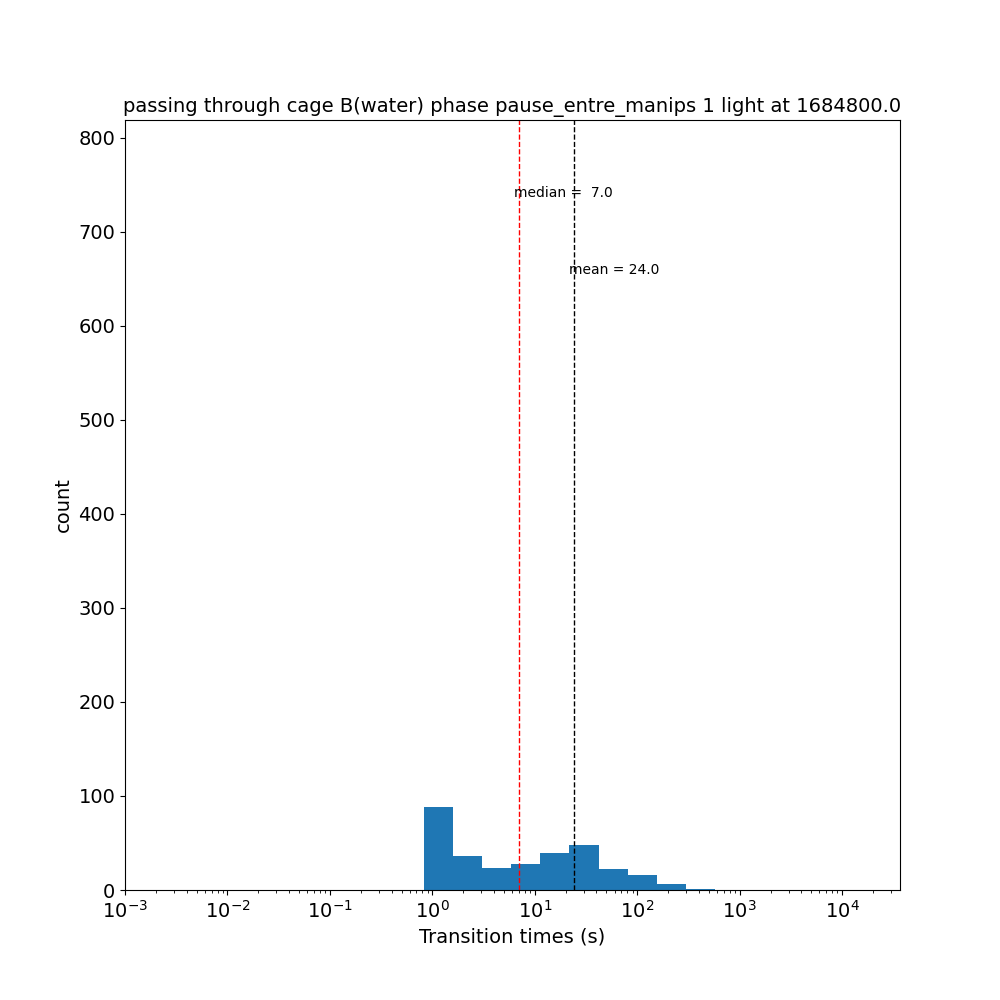 passing through cage B(water) phase pause_entre_manips 1 light at 1684800.0
800
median =  7.0
700
mean = 24.0
600
500
count
400
300
200
100
0
10⁻³ 10⁻² 10⁻¹ 10⁰ 10¹ 10² 10³ 10⁴
Transition times (s)